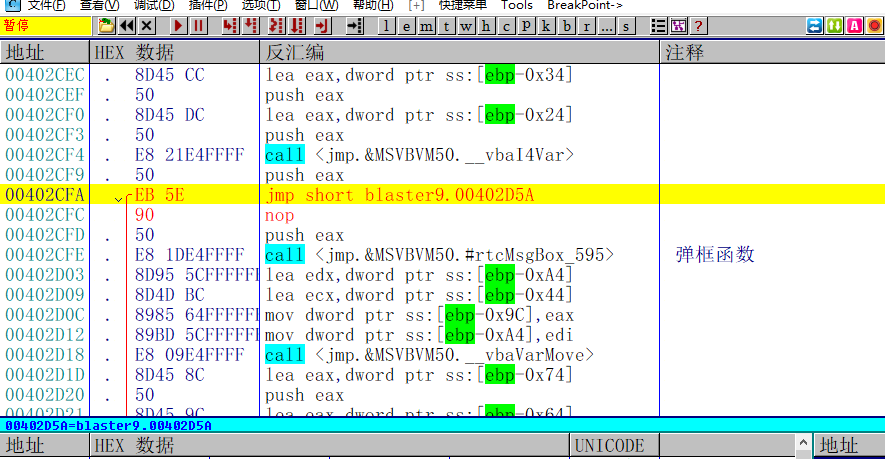 文件(F) 查看(V) 调试(D) 插件(P) 选项(T) 窗口(W) 帮助(H) [+] 快捷菜单 Tools BreakPoint->
暂停 l e m t w h c p k b r ... s ?
地址 HEX 数据 反汇编 注释
00402CEC . 8D45 CC lea eax,dword ptr ss:[ebp-0x34]
00402CEF . 50 push eax
00402CF0 . 8D45 DC lea eax,dword ptr ss:[ebp-0x24]
00402CF3 . 50 push eax
00402CF4 . E8 21E4FFFF call <jmp.&MSVBVM50.__vbaI4Var>
00402CF9 . 50 push eax
00402CFA EB 5E jmp short blaster9.00402D5A
00402CFC 90 nop
00402CFD . 50 push eax
00402CFE . E8 1DE4FFFF call <jmp.&MSVBVM50.#rtcMsgBox_595> 弹框函数
00402D03 . 8D95 5CFFFFFF lea edx,dword ptr ss:[ebp-0xA4]
00402D09 . 8D4D BC lea ecx,dword ptr ss:[ebp-0x44]
00402D0C . 8985 64FFFFFF mov dword ptr ss:[ebp-0x9C],eax
00402D12 . 89BD 5CFFFFFF mov dword ptr ss:[ebp-0xA4],edi
00402D18 . E8 09E4FFFF call <jmp.&MSVBVM50.__vbaVarMove>
00402D1D . 8D45 8C lea eax,dword ptr ss:[ebp-0x74]
00402D20 . 50 push eax
00402D21 . 8D45 9C lea eax,dword ptr ss:[ebp-0x64]
00402D5A=blaster9.00402D5A
地址 HEX 数据 UNICODE 地址